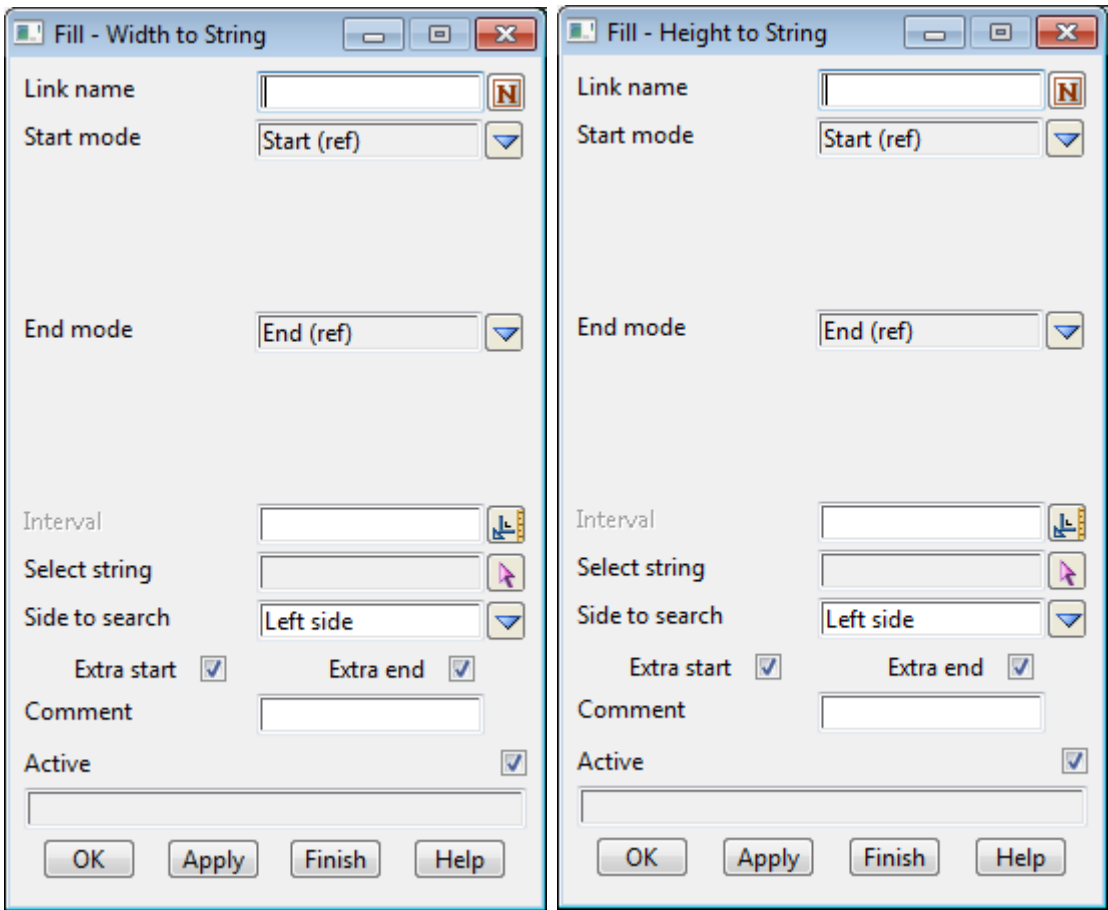 Fill - Width to String
Link name
N
Start mode
Start (ref)
End mode
End (ref)
Interval
Select string
Side to search
Left side
Extra start
Extra end
Comment
Active
OK
Apply
Finish
Help
Fill - Height to String
Link name
N
Start mode
Start (ref)
End mode
End (ref)
Interval
Select string
Side to search
Left side
Extra start
Extra end
Comment
Active
OK
Apply
Finish
Help